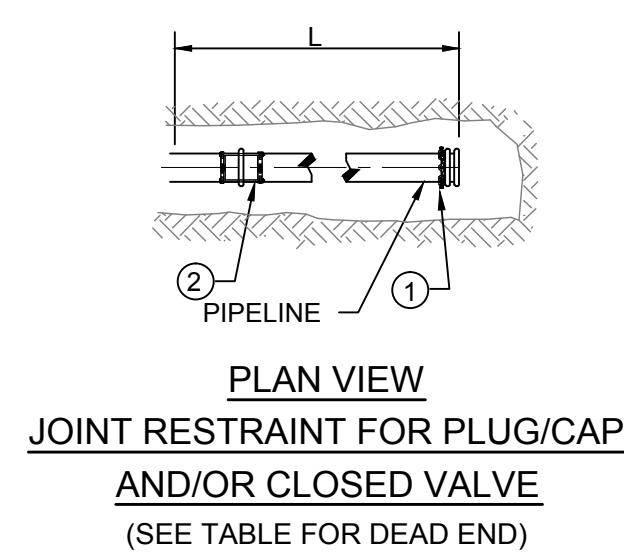 L
2
1
PIPELINE
PLAN VIEW
JOINT RESTRAINT FOR PLUG/CAP
AND/OR CLOSED VALVE
(SEE TABLE FOR DEAD END)